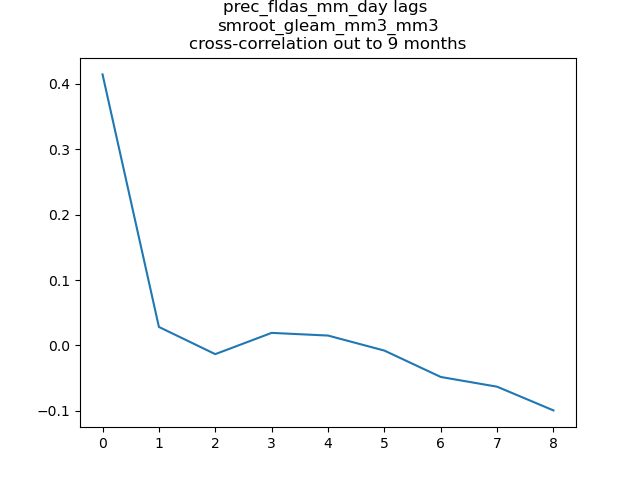 prec_fldas_mm_day lags
smroot_gleam_mm3_mm3
cross-correlation out to 9 months
0.4
0.3
0.2
0.1
0.0
−0.1
0 1 2 3 4 5 6 7 8